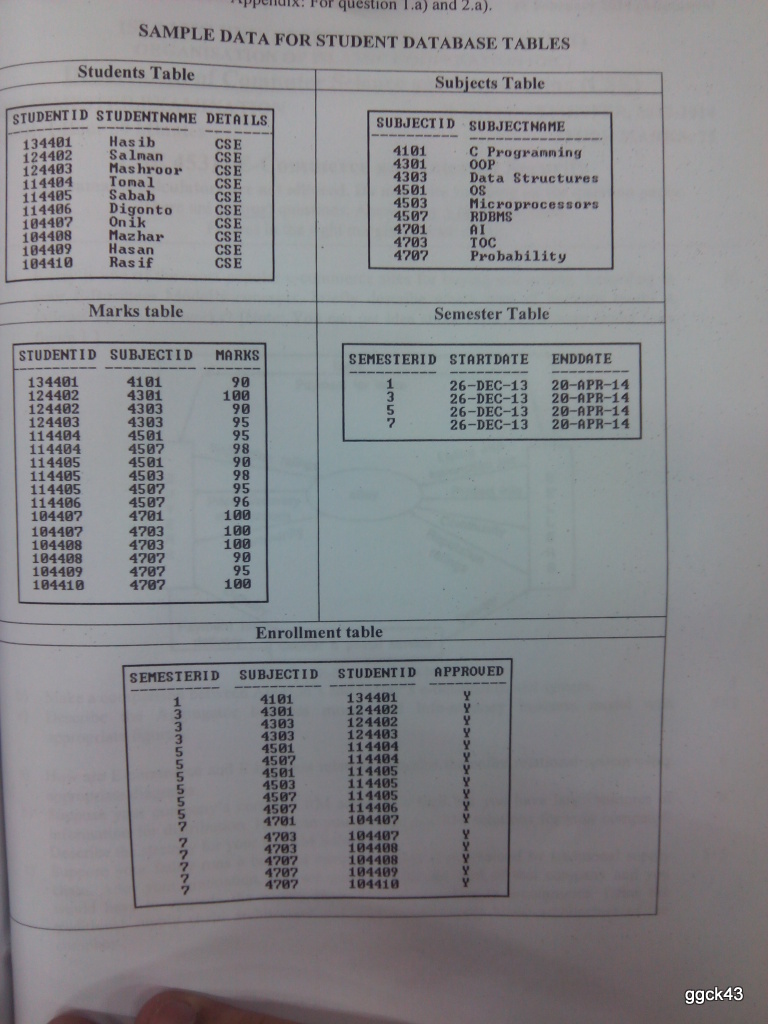 Appendix: For question 1.a) and 2.a).
SAMPLE DATA FOR STUDENT DATABASE TABLES
Students Table
STUDENTID STUDENTNAME DETAILS
134401 Hasib CSE
124402 Salman CSE
124403 Mashroor CSE
114404 Tomal CSE
114405 Sabab CSE
114406 Digonto CSE
104407 Onik CSE
104408 Mazhar CSE
104409 Hasan CSE
104410 Rasif CSE
Subjects Table
SUBJECTID SUBJECTNAME
4101 C Programming
4301 OOP
4303 Data Structures
4501 OS
4503 Microprocessors
4507 RDBMS
4701 AI
4703 TOC
4707 Probability
Marks table
STUDENTID SUBJECTID MARKS
134401 4101 90
124402 4301 100
124402 4303 90
124403 4303 95
114404 4501 95
114404 4507 98
114405 4501 90
114405 4503 98
114405 4507 95
114406 4507 96
104407 4701 100
104407 4703 100
104408 4703 100
104408 4707 90
104409 4707 95
104410 4707 100
Semester Table
SEMESTERID STARTDATE ENDDATE
1 26-DEC-13 20-APR-14
3 26-DEC-13 20-APR-14
5 26-DEC-13 20-APR-14
7 26-DEC-13 20-APR-14
Enrollment table
SEMESTERID SUBJECTID STUDENTID APPROVED
1 4101 134401 Y
3 4301 124402 Y
3 4303 124402 Y
3 4303 124403 Y
5 4501 114404 Y
5 4507 114404 Y
5 4501 114405 Y
5 4503 114405 Y
5 4507 114405 Y
5 4507 114406 Y
7 4701 104407 Y
7 4703 104407 Y
7 4703 104408 Y
7 4707 104408 Y
7 4707 104409 Y
7 4707 104410 Y
ggck43